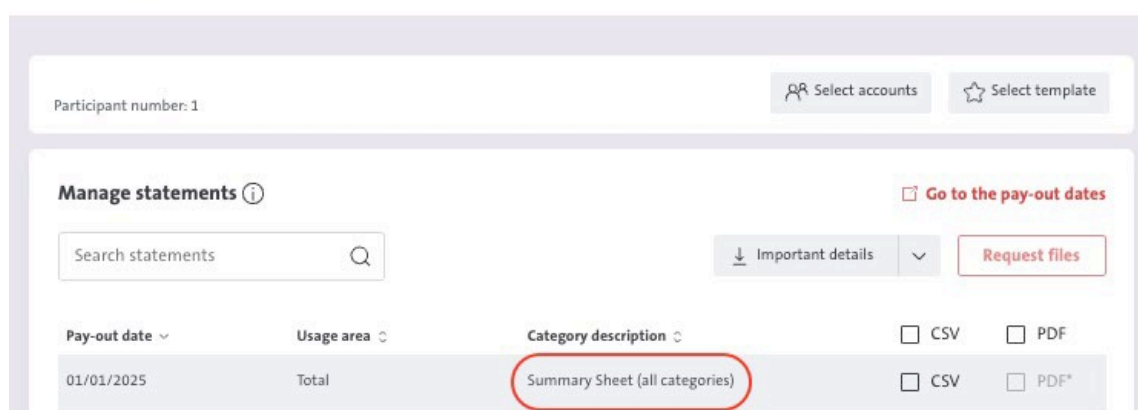 Participant number: 1
Select accounts
Select template
Manage statements
Go to the pay-out dates
Search statements
Important details
Request files
Pay-out date
Usage area
Category description
CSV
PDF
01/01/2025
Total
Summary Sheet (all categories)
CSV
PDF*